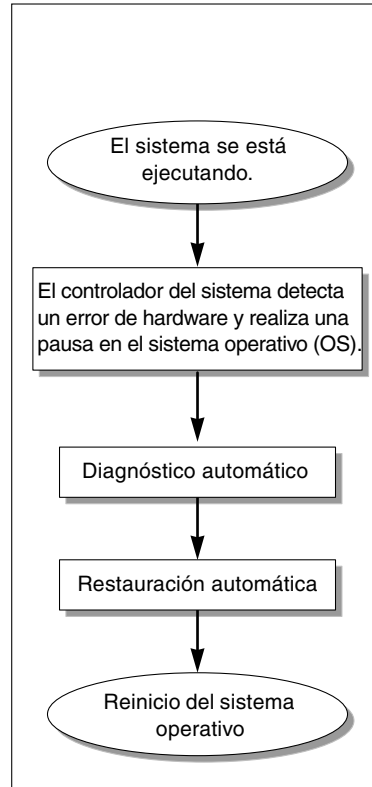 El sistema se está
ejecutando.
El controlador del sistema detecta
un error de hardware y realiza una
pausa en el sistema operativo (OS).
Diagnóstico automático
Restauración automática
Reinicio del sistema
operativo